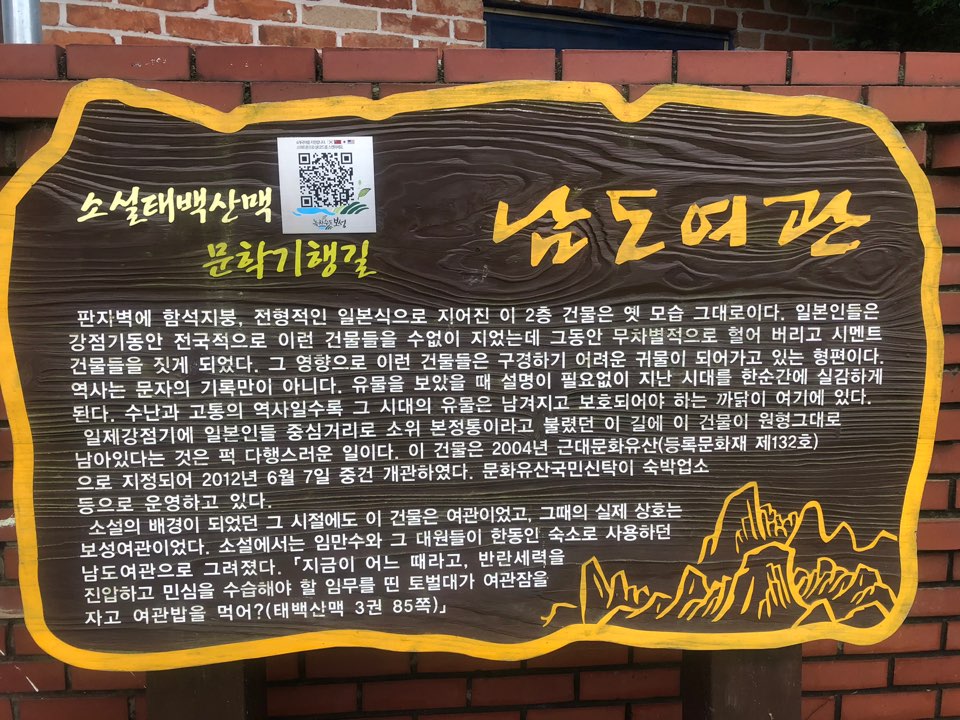 소설태백산맥
문학기행길
남도여관
녹차수도 보성
판자벽에 함석지붕, 전형적인 일본식으로 지어진 이 2층 건물은 옛 모습 그대로이다. 일본인들은
강점기동안 전국적으로 이런 건물들을 수없이 지었는데 그동안 무차별적으로 헐어 버리고 시멘트
건물들을 짓게 되었다. 그 영향으로 이런 건물들은 구경하기 어려운 귀물이 되어가고 있는 형편이다.
역사는 문자의 기록만이 아니다. 유물을 보았을 때 설명이 필요없이 지난 시대를 한순간에 실감하게
된다. 수난과 고통의 역사일수록 그 시대의 유물은 남겨지고 보호되어야 하는 까닭이 여기에 있다.
일제강점기에 일본인들 중심거리로 소위 본정통이라고 불렸던 이 길에 이 건물이 원형그대로
남아있다는 것은 퍽 다행스러운 일이다. 이 건물은 2004년 근대문화유산(등록문화재 제132호)
으로 지정되어 2012년 6월 7일 중건 개관하였다. 문화유산국민신탁이 숙박업소
등으로 운영하고 있다.
소설의 배경이 되었던 그 시절에도 이 건물은 여관이었고, 그때의 실제 상호는
보성여관이었다. 소설에서는 임만수와 그 대원들이 한동인 숙소로 사용하던
남도여관으로 그려졌다. 「지금이 어느 때라고, 반란세력을
진압하고 민심을 수습해야 할 임무를 띤 토벌대가 여관잠을
자고 여관밥을 먹어?(태백산맥 3권 85쪽)」